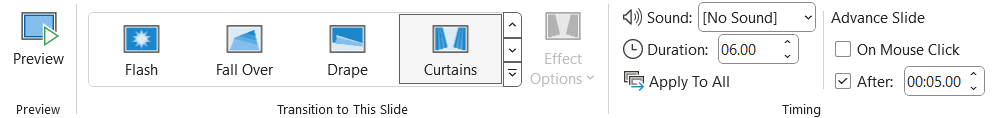 Preview
Preview
Flash
Fall Over
Drape
Curtains
Effect
Options
Transition to This Slide
Sound: [No Sound]
Duration: 06.00
Apply To All
Advance Slide
On Mouse Click
After: 00:05.00
Timing